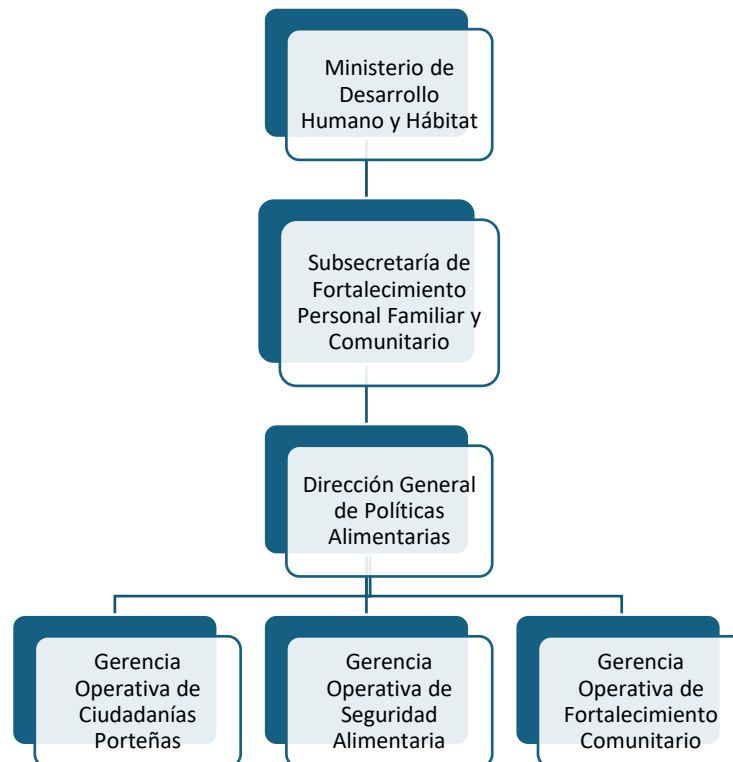 Ministerio de
Desarrollo
Humano y Hábitat
Subsecretaría de
Fortalecimiento
Personal Familiar y
Comunitario
Dirección General
de Políticas
Alimentarias
Gerencia
Operativa de
Ciudadanías
Porteñas
Gerencia
Operativa de
Seguridad
Alimentaria
Gerencia
Operativa de
Fortalecimiento
Comunitario